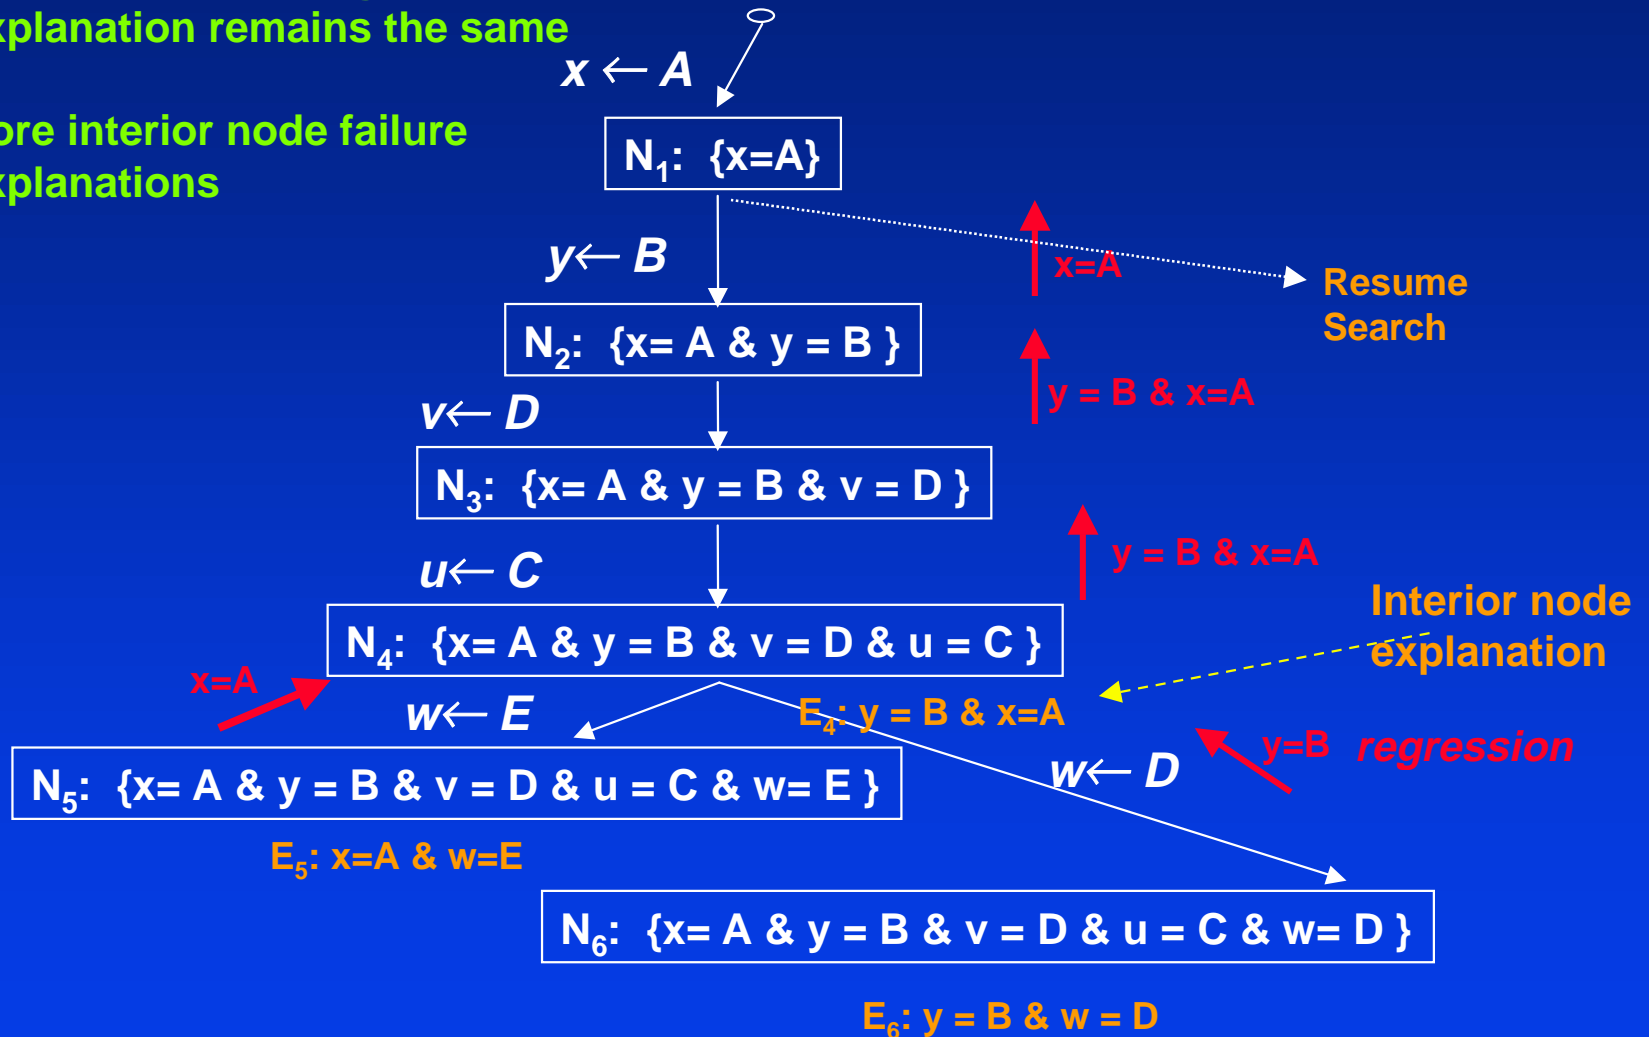 xplanation remains the same
x ← A
ore interior node failure
xplanations
N₁: {x=A}
y← B
x=A
Resume
Search
N₂: {x= A & y = B }
y = B & x=A
v← D
N₃: {x= A & y = B & v = D }
y = B & x=A
u← C
Interior node
explanation
N₄: {x= A & y = B & v = D & u = C }
x=A
w← E
E₄: y = B & x=A
y=B regression
w← D
N₅: {x= A & y = B & v = D & u = C & w= E }
E₅: x=A & w=E
N₆: {x= A & y = B & v = D & u = C & w= D }
E₆: y = B & w = D